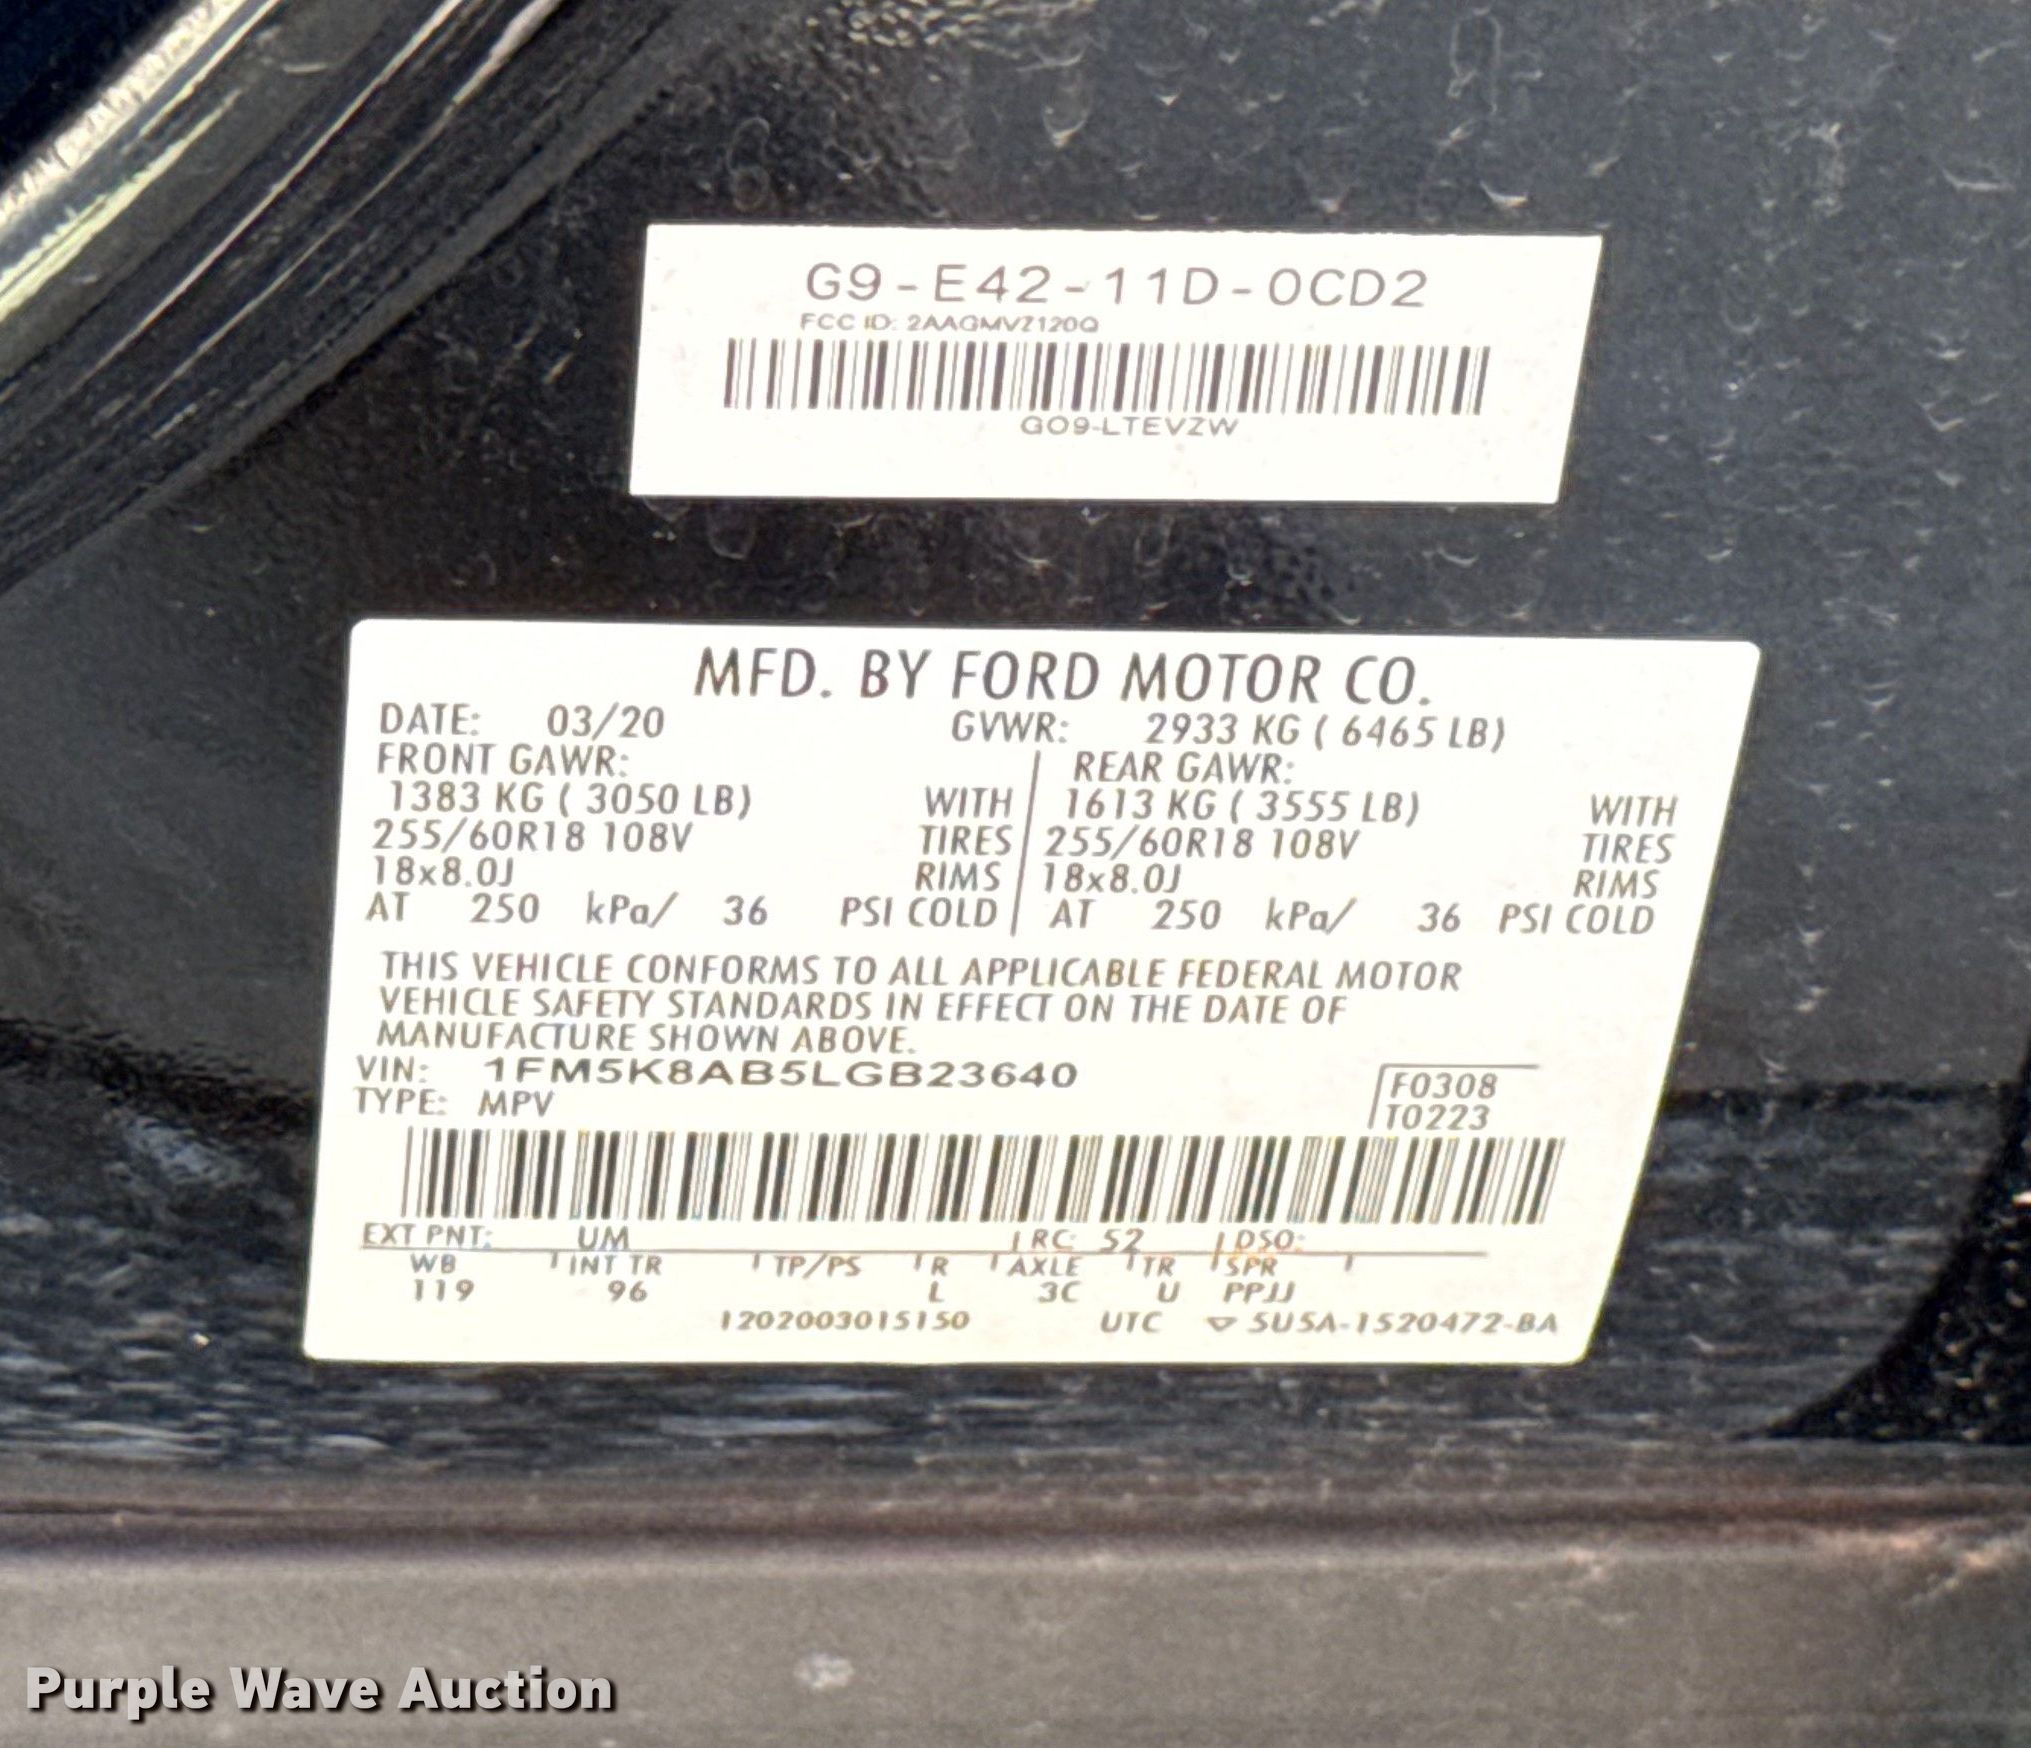 G9-E42-11D-0CD2
FCC ID: 2AAGMVZ120Q
GO9-LTEVZW
MFD. BY FORD MOTOR CO.
DATE: 03/20 GVWR: 2933 KG ( 6465 LB)
FRONT GAWR: REAR GAWR:
1383 KG ( 3050 LB) WITH 1613 KG ( 3555 LB) WITH
255/60R18 108V TIRES 255/60R18 108V TIRES
18x8.0J RIMS 18x8.0J RIMS
AT 250 kPa/ 36 PSI COLD AT 250 kPa/ 36 PSI COLD
THIS VEHICLE CONFORMS TO ALL APPLICABLE FEDERAL MOTOR
VEHICLE SAFETY STANDARDS IN EFFECT ON THE DATE OF
MANUFACTURE SHOWN ABOVE.
VIN: 1FM5K8AB5LGB23640
TYPE: MPV
F0308
T0223
EXT PNT: UM RC: 52 DSO:
WB INT TR TP/PS R AXLE TR SPR
119 96 L 3C U PPJJ
1202003015150 UTC ▽ 5U5A-1520472-BA
Purple Wave Auction